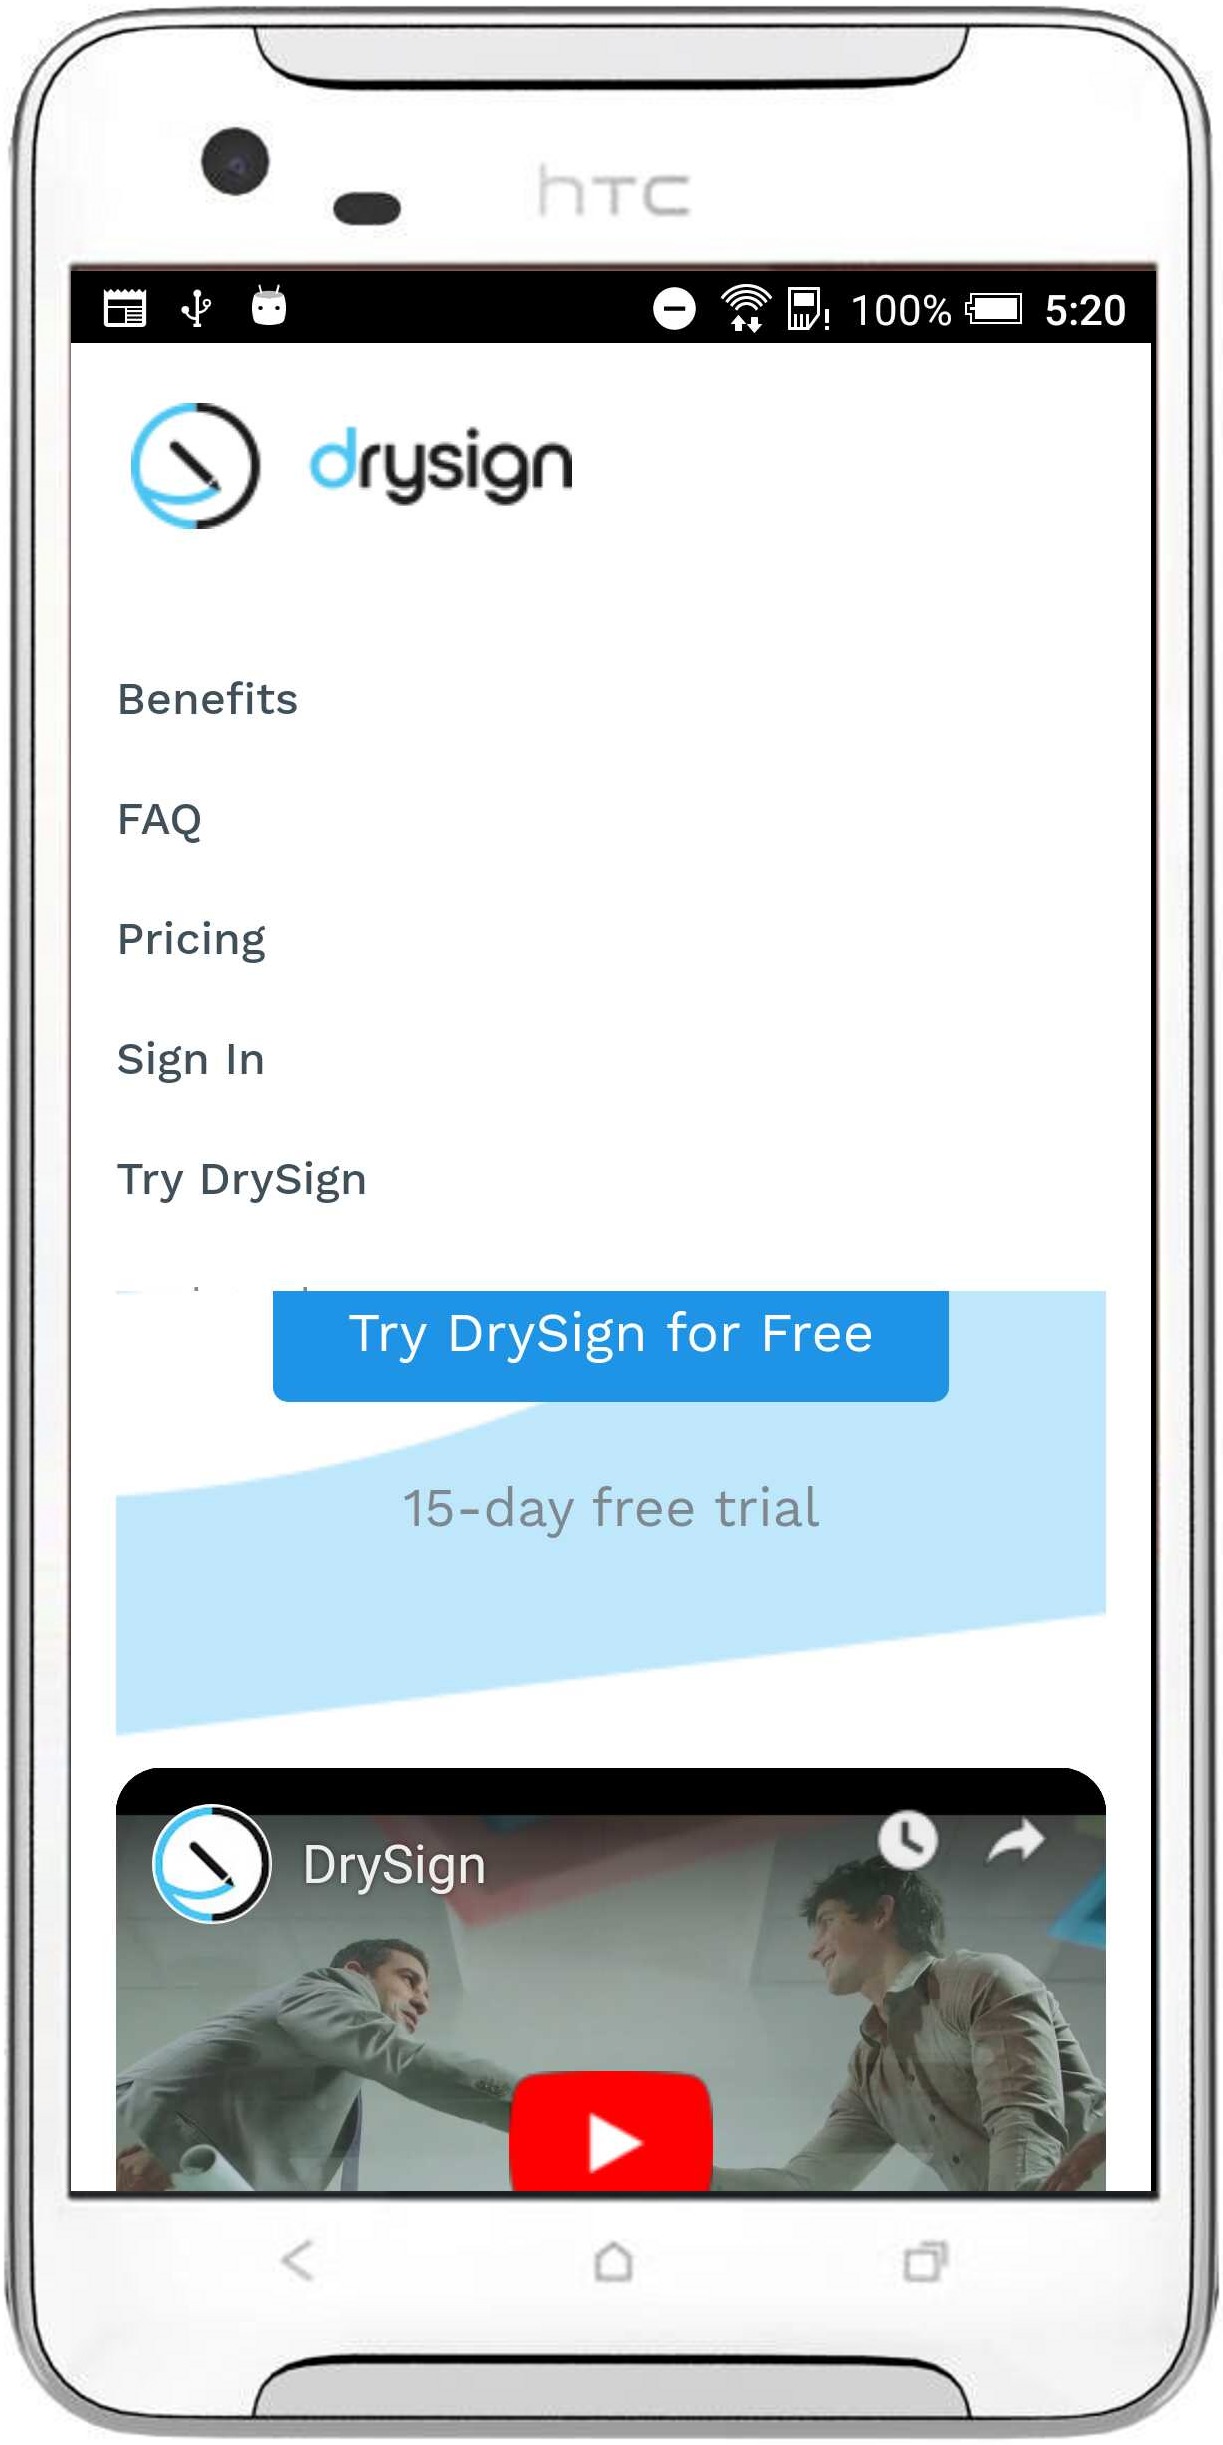 hTC
100% 5:20
drysign
Benefits
FAQ
Pricing
Sign In
Try DrySign
Try DrySign for Free
15-day free trial
DrySign